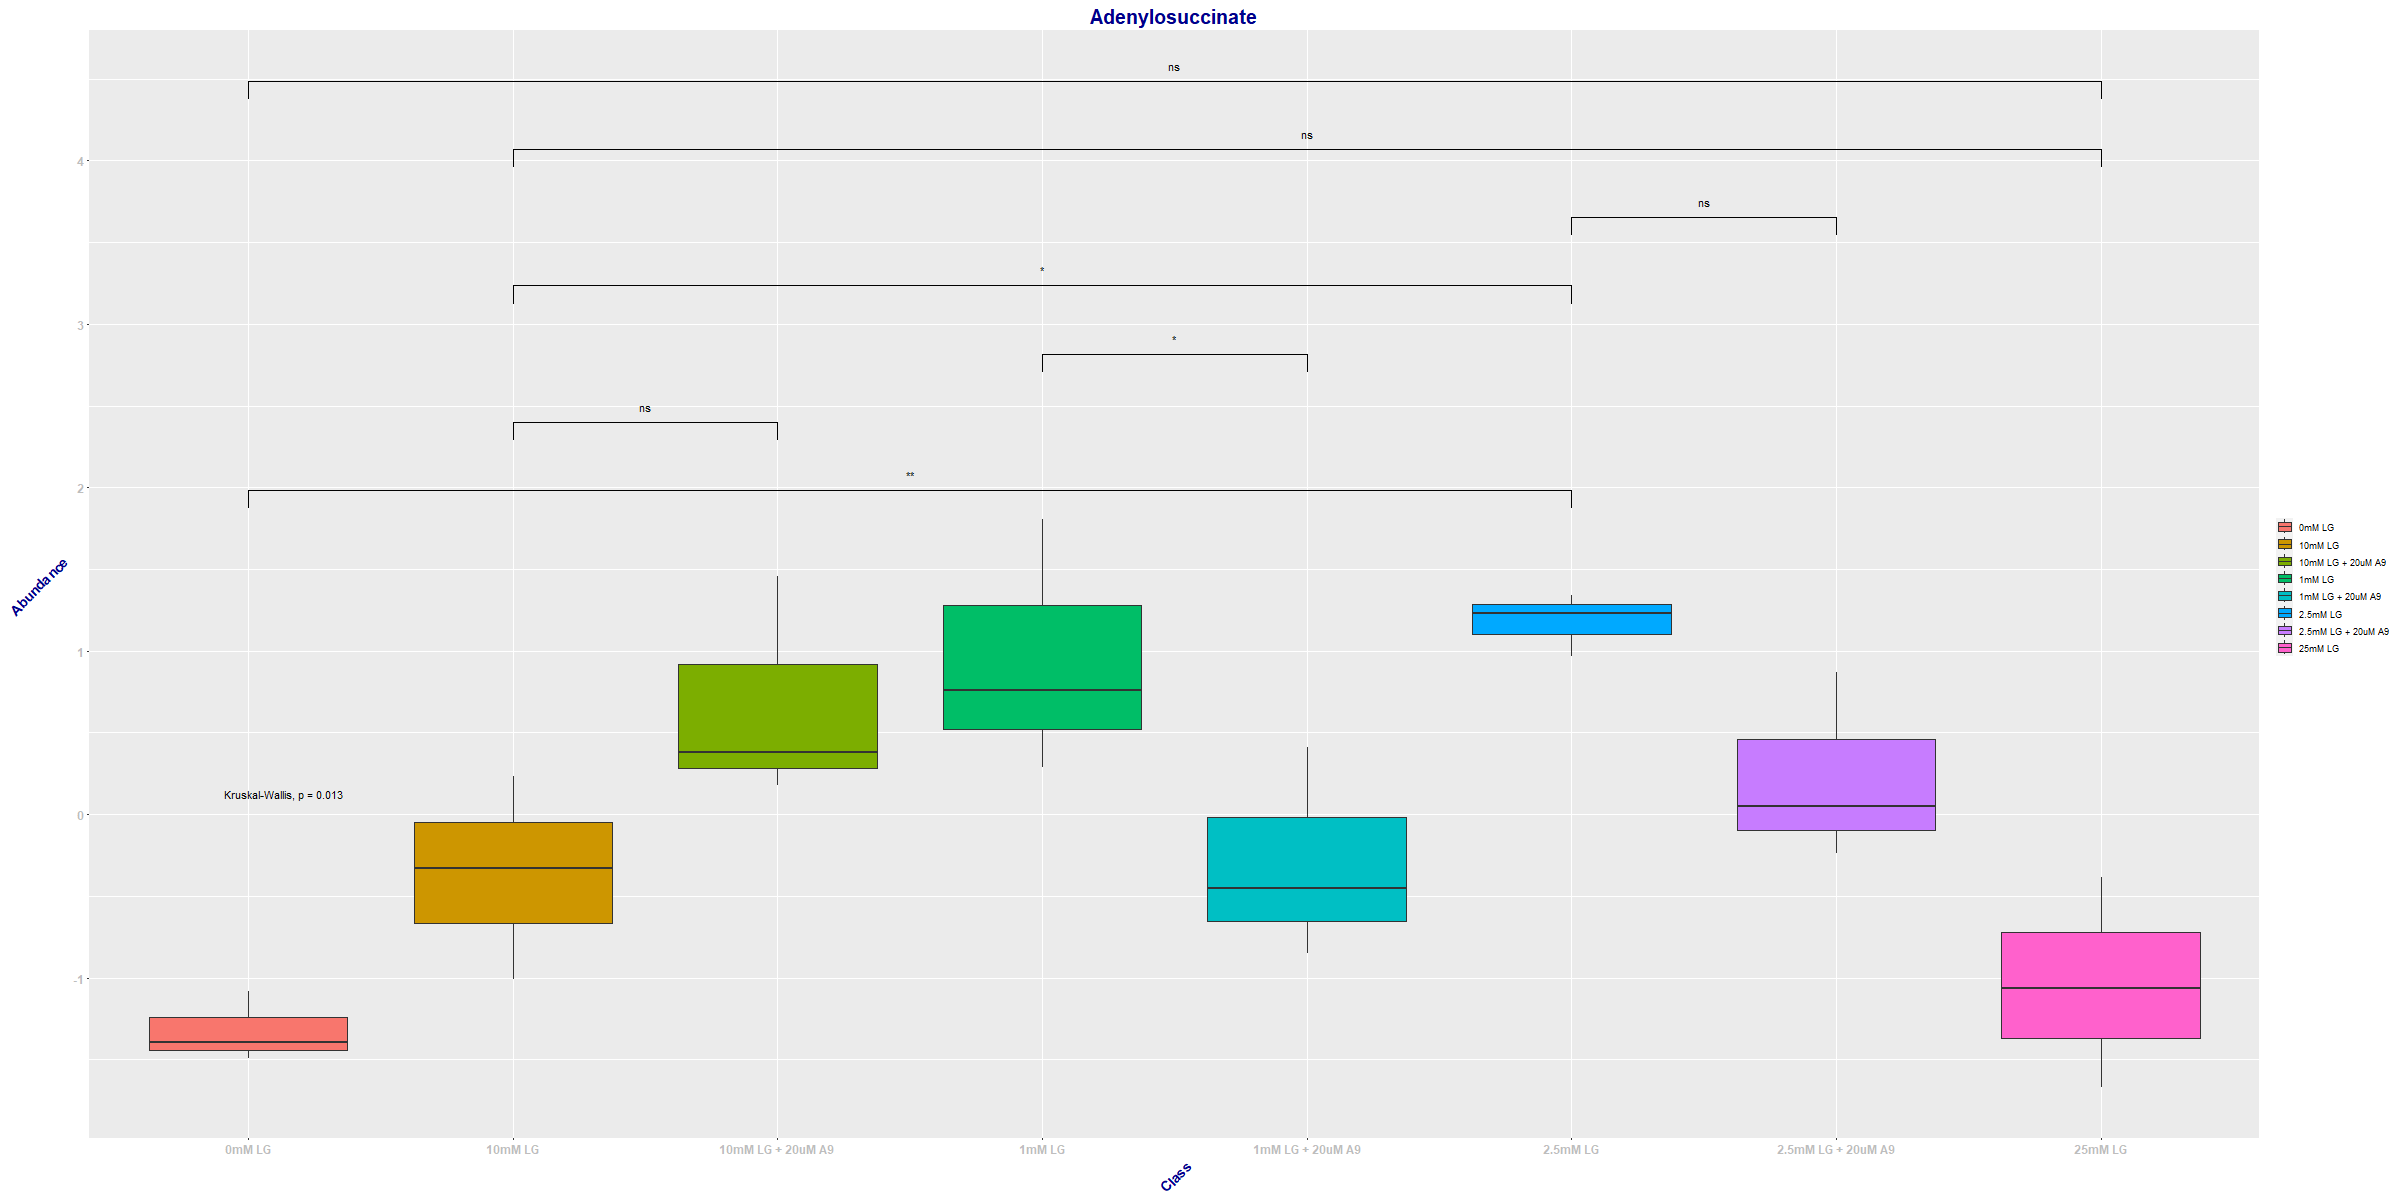 Adenylosuccinate
ns
ns
ns
*
*
ns
**
Kruskal-Wallis, p = 0.013
4
3
2
1
0
-1
Abundance
0mM LG
10mM LG
10mM LG + 20uM A9
1mM LG
1mM LG + 20uM A9
2.5mM LG
2.5mM LG + 20uM A9
25mM LG
Class
0mM LG
10mM LG
10mM LG + 20uM A9
1mM LG
1mM LG + 20uM A9
2.5mM LG
2.5mM LG + 20uM A9
25mM LG